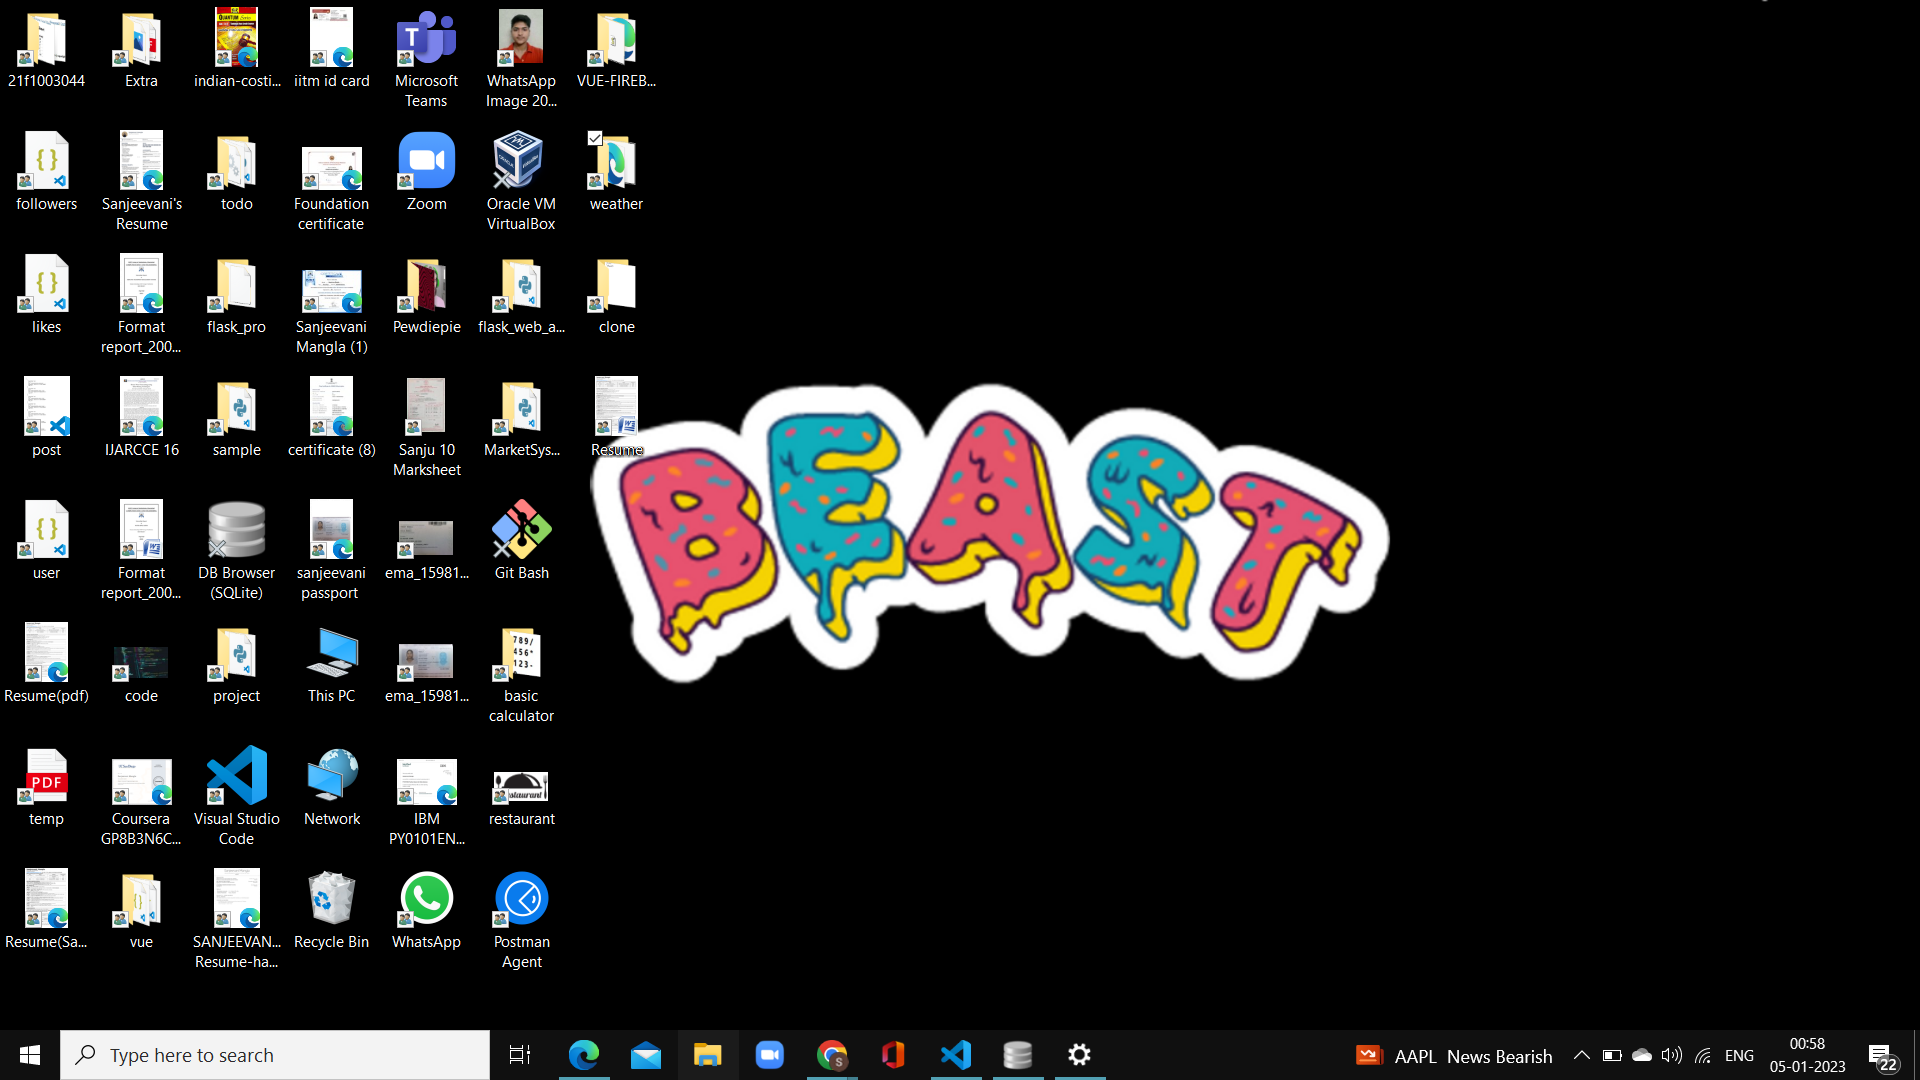 21f1003044
Extra
indian-costi...
iitm id card
Microsoft
Teams
WhatsApp
Image 20...
VUE-FIREB...
followers
Sanjeevani's
Resume
todo
Foundation
certificate
Zoom
Oracle VM
VirtualBox
weather
likes
Format
report_200...
flask_pro
Sanjeevani
Mangla (1)
Pewdiepie
flask_web_a...
clone
post
IJARCCE 16
sample
certificate (8)
Sanju 10
Marksheet
MarketSys...
Resume
BEAST
user
Format
report_200...
DB Browser
(SQLite)
sanjeevani
passport
ema_15981...
Git Bash
Resume(pdf)
code
project
This PC
ema_15981...
789/
456*
123-
basic
calculator
PDF
temp
Coursera
GP8B3N6C...
Visual Studio
Code
Network
IBM
PY0101EN...
restaurant
Resume(Sa...
vue
SANJEEVAN...
Resume-ha...
Recycle Bin
WhatsApp
Postman
Agent
Type here to search
AAPL News Bearish
ENG
00:58
05-01-2023
22